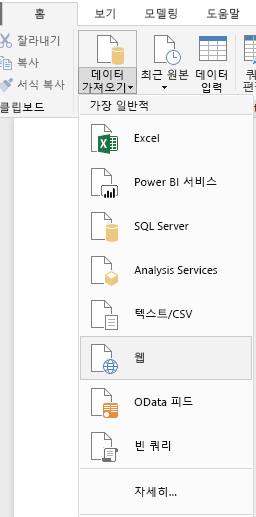 홈 보기 모델링 도움말
잘라내기
복사
서식 복사
클립보드
데이터
가져오기
최근 원본
데이터
입력
가장 일반적
Excel
Power BI 서비스
SQL Server
Analysis Services
텍스트/CSV
웹
OData 피드
빈 쿼리
자세히...